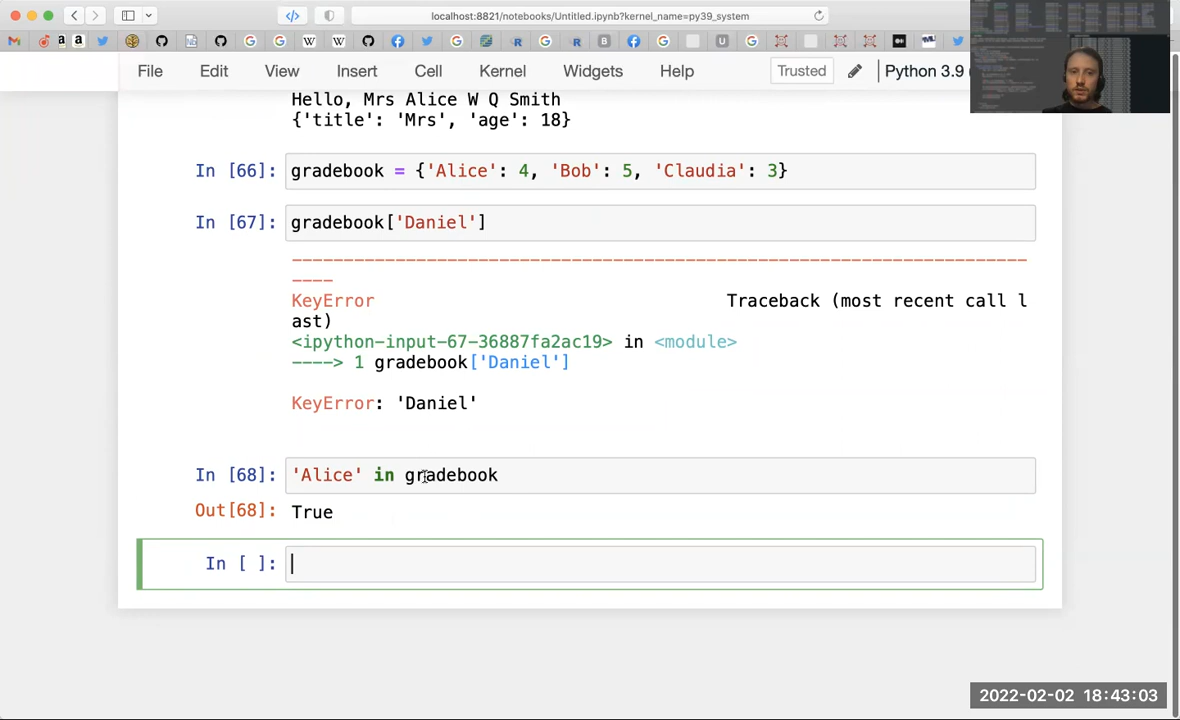 localhost:8821/notebooks/Untitled.ipynb?kernel_name=py39_system
File Edit View Insert Cell Kernel Widgets Help Trusted Python 3.9
Hello, Mrs Alice W Q Smith
{'title': 'Mrs', 'age': 18}
In [66]: gradebook = {'Alice': 4, 'Bob': 5, 'Claudia': 3}
In [67]: gradebook['Daniel']
-----------------------------------------------------------------------
----
KeyError Traceback (most recent call l
ast)
<ipython-input-67-36887fa2ac19> in <module>
----> 1 gradebook['Daniel']
KeyError: 'Daniel'
In [68]: 'Alice' in gradebook
Out[68]: True
In [ ]:
2022-02-02 18:43:03